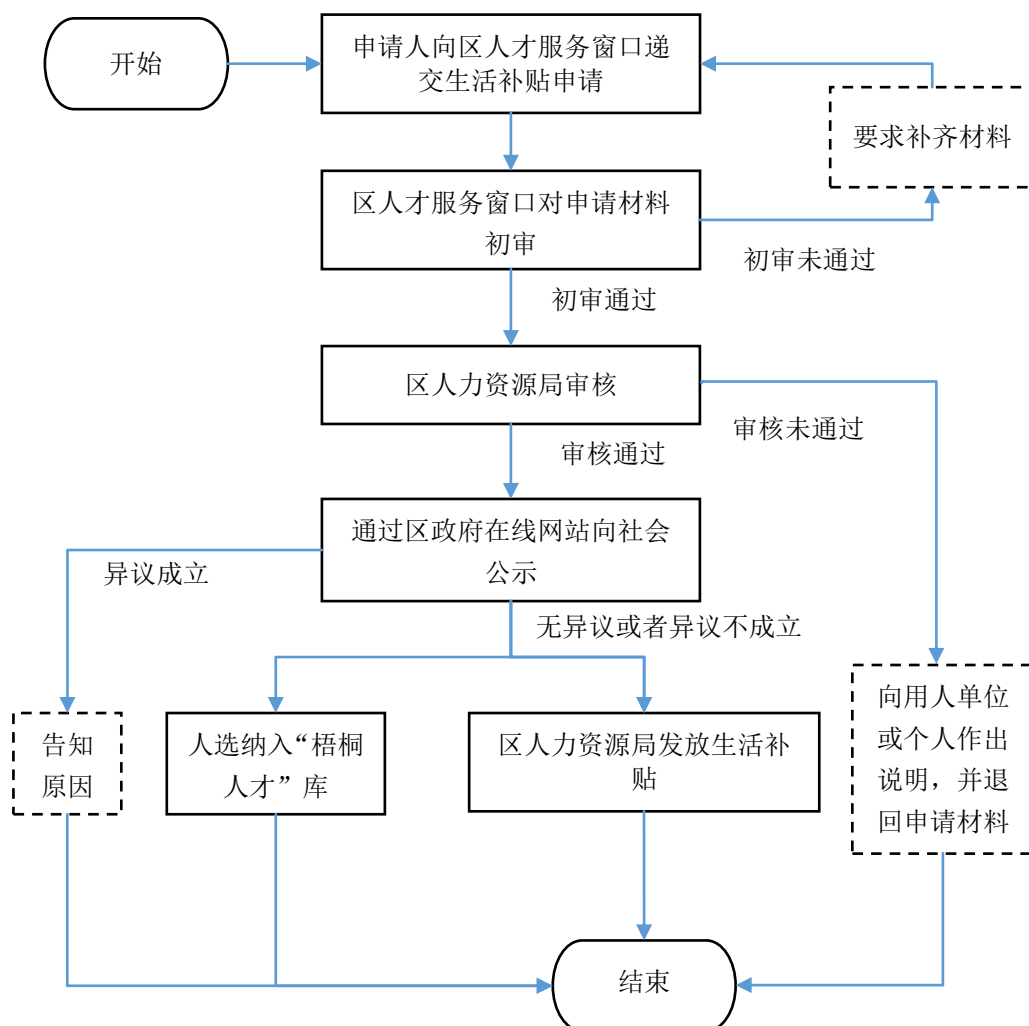 开始
申请人向区人才服务窗口递
交生活补贴申请
要求补齐材料
区人才服务窗口对申请材料
初审
初审未通过
初审通过
区人力资源局审核
审核未通过
审核通过
通过区政府在线网站向社会
公示
异议成立
无异议或者异议不成立
告知
原因
人选纳入“梧桐
人才”库
区人力资源局发放生活补
贴
向用人单位
或个人作出
说明，并退
回申请材料
结束